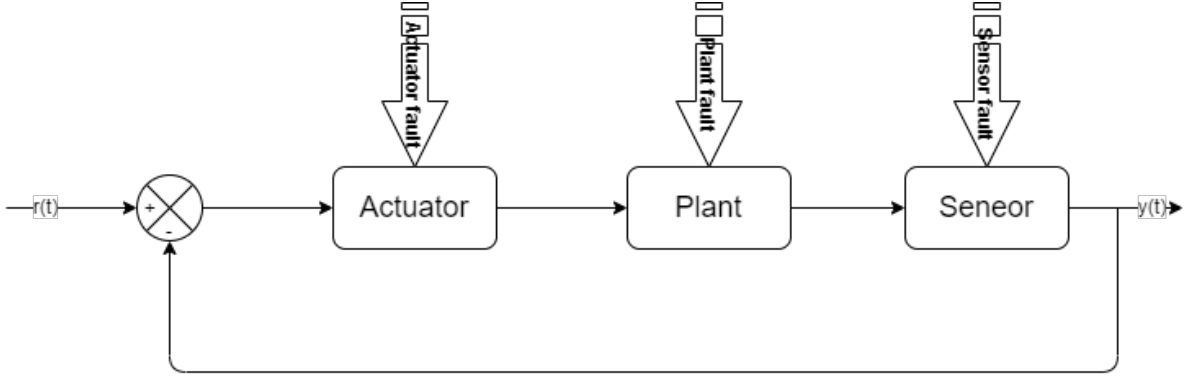 Actuator fault
Plant fault
Sensor fault
r(t)
+
-
Actuator
Plant
Seneor
y(t)